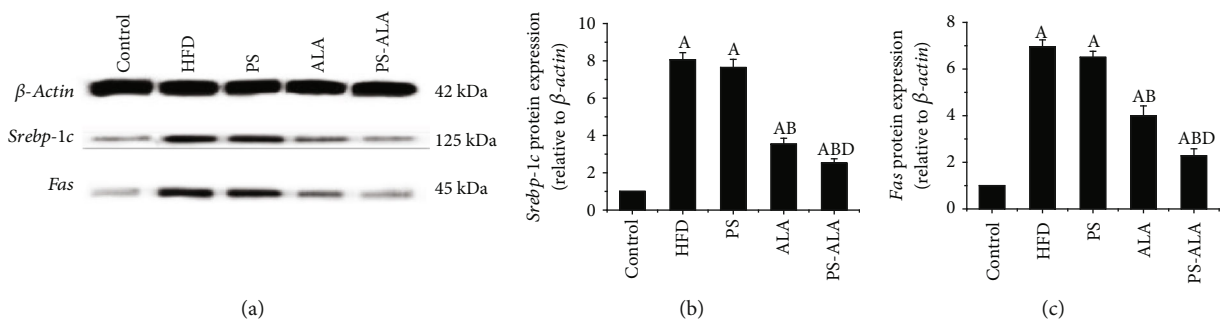 Control
HFD
PS
ALA
PS-ALA
β-Actin
42 kDa
Srebp-1c
125 kDa
Fas
45 kDa
(a)
Srebp-1c protein expression
(relative to β-actin)
10
8
6
4
2
0
A
A
AB
ABD
Control
HFD
PS
ALA
PS-ALA
(b)
Fas protein expression
(relative to β-actin)
8
6
4
2
0
A
A
AB
ABD
Control
HFD
PS
ALA
PS-ALA
(c)